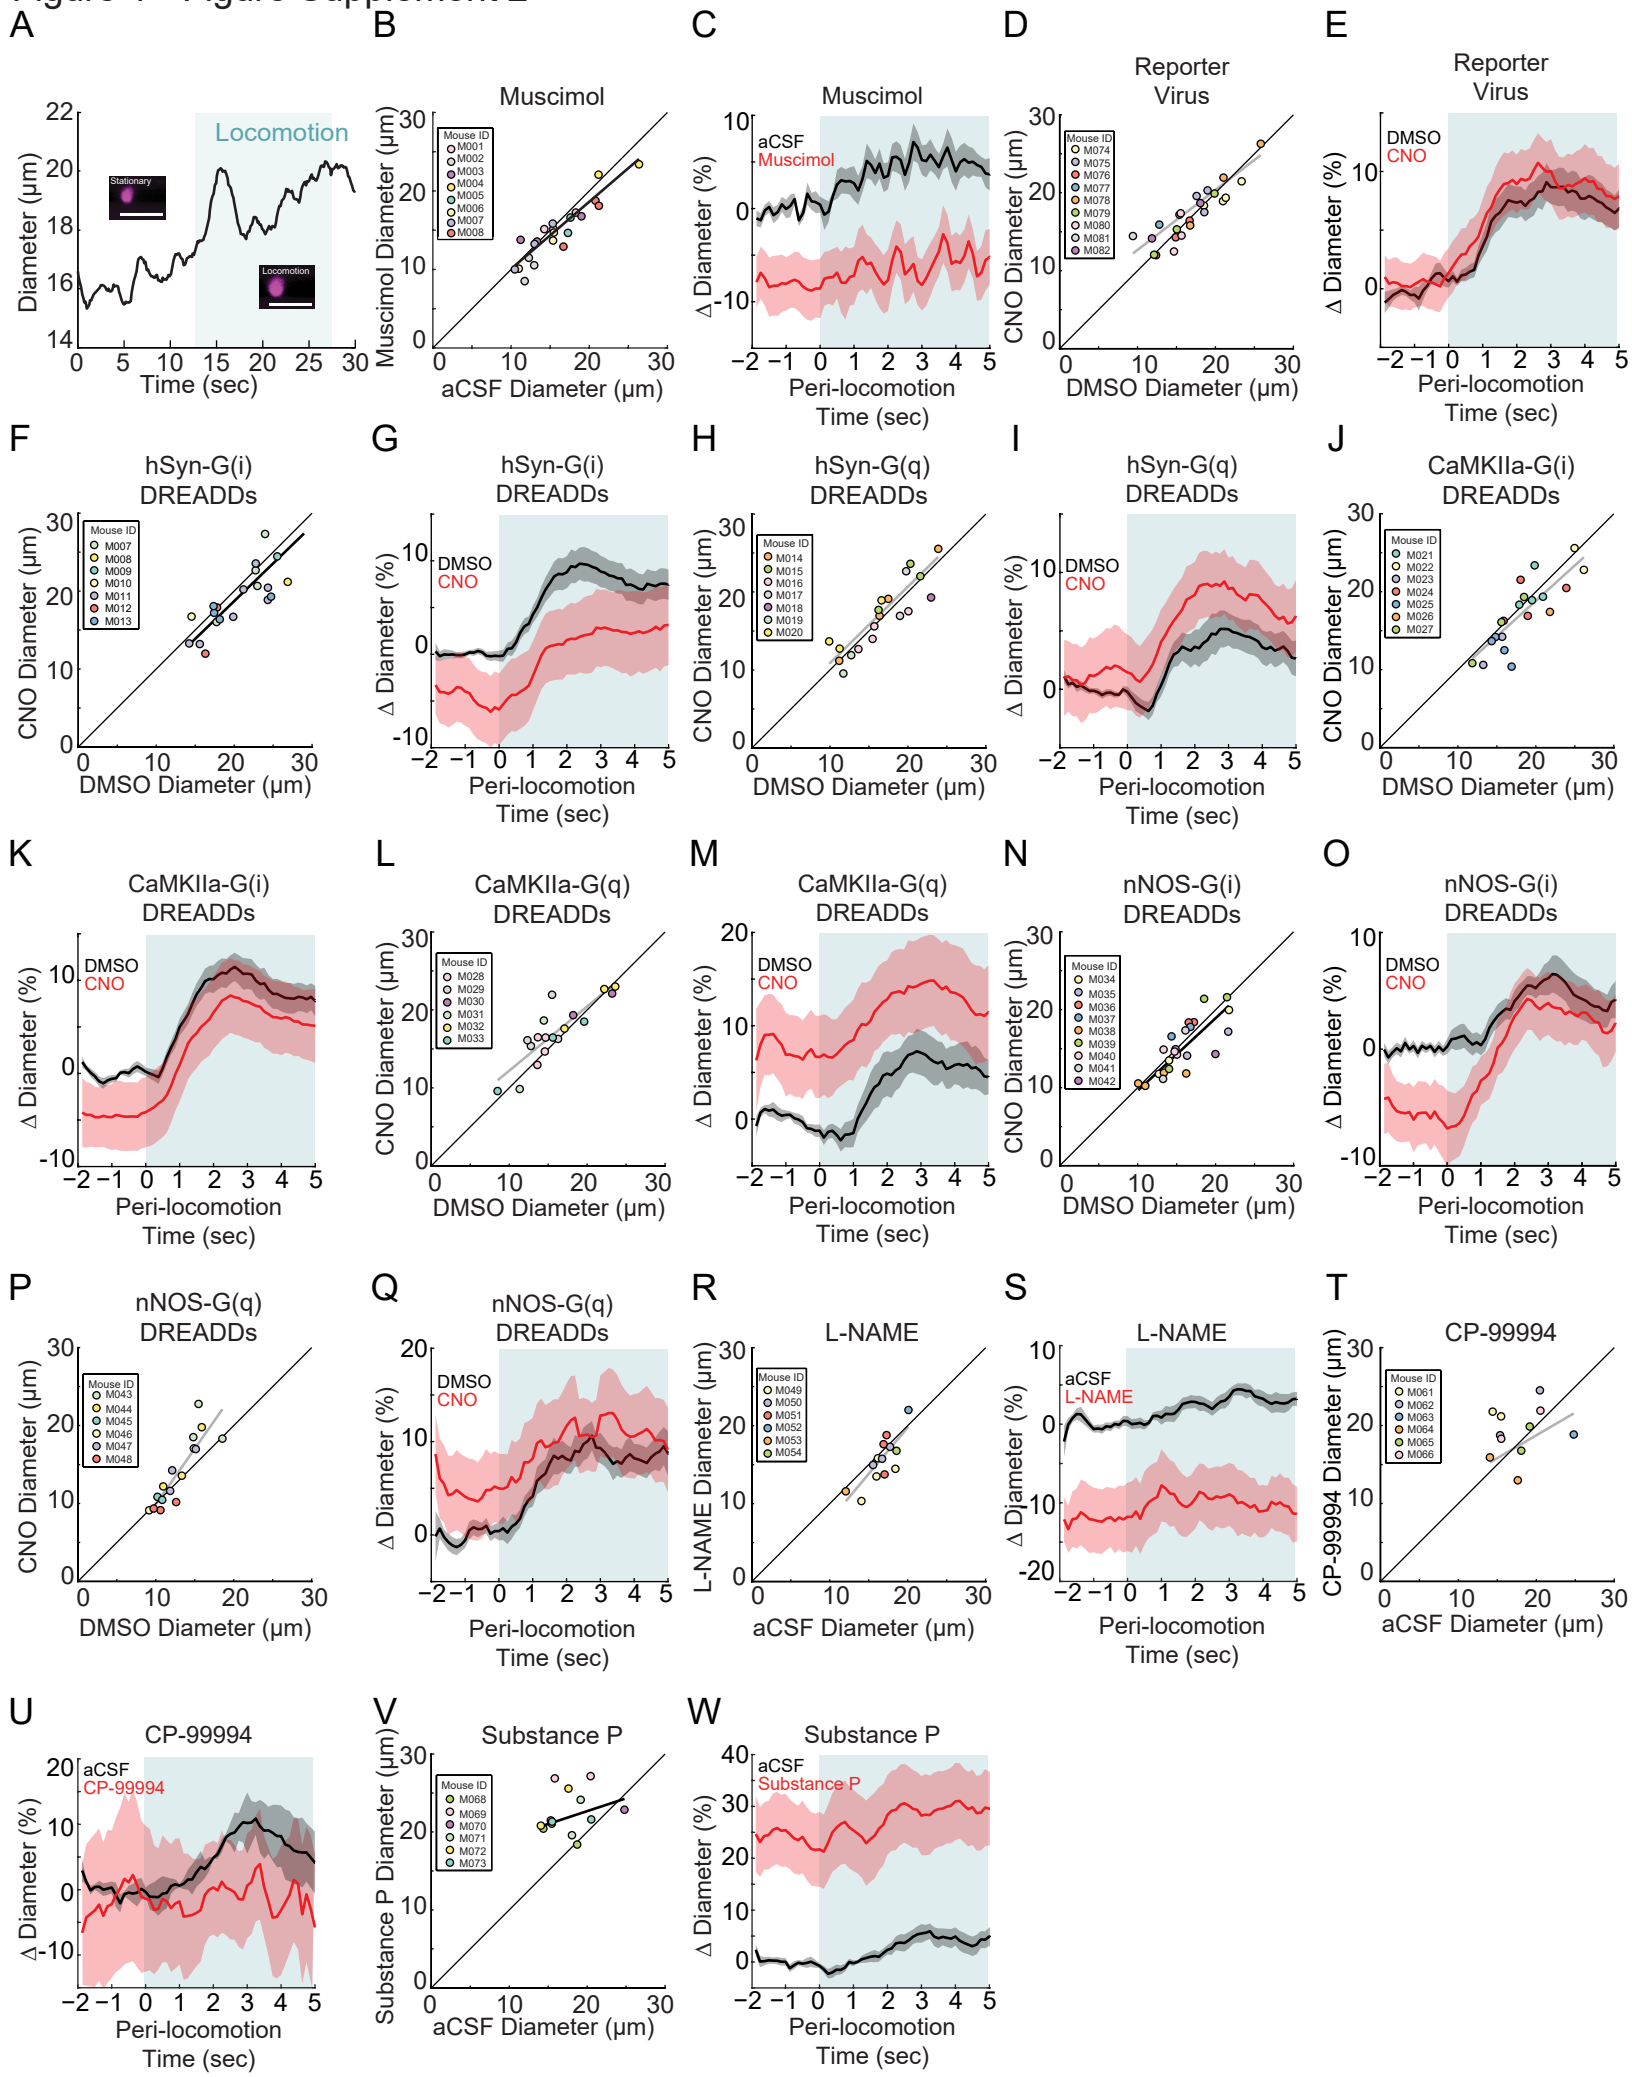 Figure 1 - Figure Supplement 2
A
22
20
18
16
14
Diameter (µm)
Locomotion
Stationary
Locomotion
0 5 10 15 20 25 30
Time (sec)
B
Muscimol
30
20
10
0
Muscimol Diameter (µm)
Mouse ID
M001
M002
M003
M004
M005
M006
M007
M008
0 10 20 30
aCSF Diameter (µm)
C
Muscimol
10
0
-10
Δ Diameter (%)
aCSF
Muscimol
−2 −1 0 1 2 3 4 5
Peri-locomotion
Time (sec)
D
Reporter
Virus
30
20
10
0
CNO Diameter (µm)
Mouse ID
M074
M075
M076
M077
M078
M079
M080
M081
M082
0 10 20 30
DMSO Diameter (µm)
E
Reporter
Virus
10
0
Δ Diameter (%)
DMSO
CNO
−2 −1 0 1 2 3 4 5
Peri-locomotion
Time (sec)
F
hSyn-G(i)
DREADDs
30
20
10
0
CNO Diameter (µm)
Mouse ID
M007
M008
M009
M010
M011
M012
M013
0 10 20 30
DMSO Diameter (µm)
G
hSyn-G(i)
DREADDs
10
0
-10
Δ Diameter (%)
DMSO
CNO
−2 −1 0 1 2 3 4 5
Peri-locomotion
Time (sec)
H
hSyn-G(q)
DREADDs
30
20
10
0
CNO Diameter (µm)
Mouse ID
M014
M015
M016
M017
M018
M019
M020
0 10 20 30
DMSO Diameter (µm)
I
hSyn-G(q)
DREADDs
10
0
Δ Diameter (%)
DMSO
CNO
−2 −1 0 1 2 3 4 5
Peri-locomotion
Time (sec)
J
CaMKIIa-G(i)
DREADDs
30
20
10
0
CNO Diameter (µm)
Mouse ID
M021
M022
M023
M024
M025
M026
M027
0 10 20 30
DMSO Diameter (µm)
K
CaMKIIa-G(i)
DREADDs
10
0
-10
Δ Diameter (%)
DMSO
CNO
−2 −1 0 1 2 3 4 5
Peri-locomotion
Time (sec)
L
CaMKIIa-G(q)
DREADDs
30
20
10
0
CNO Diameter (µm)
Mouse ID
M028
M029
M030
M031
M032
M033
0 10 20 30
DMSO Diameter (µm)
M
CaMKIIa-G(q)
DREADDs
20
10
0
Δ Diameter (%)
DMSO
CNO
−2 −1 0 1 2 3 4 5
Peri-locomotion
Time (sec)
N
nNOS-G(i)
DREADDs
30
20
10
0
CNO Diameter (µm)
Mouse ID
M034
M035
M036
M037
M038
M039
M040
M041
M042
0 10 20 30
DMSO Diameter (µm)
O
nNOS-G(i)
DREADDs
10
0
-10
Δ Diameter (%)
DMSO
CNO
−2 −1 0 1 2 3 4 5
Peri-locomotion
Time (sec)
P
nNOS-G(q)
DREADDs
30
20
10
0
CNO Diameter (µm)
Mouse ID
M043
M044
M045
M046
M047
M048
0 10 20 30
DMSO Diameter (µm)
Q
nNOS-G(q)
DREADDs
20
10
0
Δ Diameter (%)
DMSO
CNO
−2 −1 0 1 2 3 4 5
Peri-locomotion
Time (sec)
R
L-NAME
30
20
10
0
L-NAME Diameter (µm)
Mouse ID
M049
M050
M051
M052
M053
M054
0 10 20 30
aCSF Diameter (µm)
S
L-NAME
10
0
-10
-20
Δ Diameter (%)
aCSF
L-NAME
−2 −1 0 1 2 3 4 5
Peri-locomotion
Time (sec)
T
CP-99994
30
20
10
0
CP-99994 Diameter (µm)
Mouse ID
M061
M062
M063
M064
M065
M066
0 10 20 30
aCSF Diameter (µm)
U
CP-99994
20
10
0
-10
Δ Diameter (%)
aCSF
CP-99994
−2 −1 0 1 2 3 4 5
Peri-locomotion
Time (sec)
V
Substance P
30
20
10
0
Substance P Diameter (µm)
Mouse ID
M068
M069
M070
M071
M072
M073
0 10 20 30
aCSF Diameter (µm)
W
Substance P
40
30
20
10
0
Δ Diameter (%)
aCSF
Substance P
−2 −1 0 1 2 3 4 5
Peri-locomotion
Time (sec)